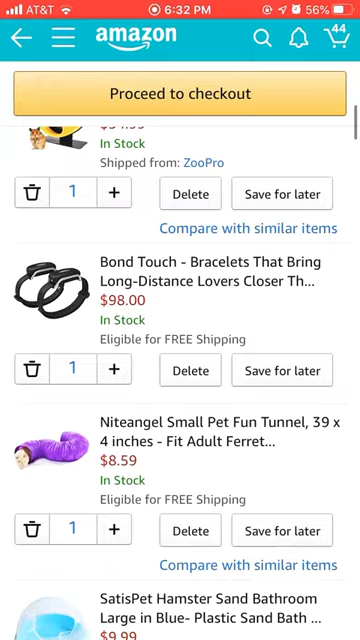 AT&T 6:32 PM 56%
amazon 44
Proceed to checkout
In Stock
Shipped from: ZooPro
1 + Delete Save for later
Compare with similar items
Bond Touch - Bracelets That Bring
Long-Distance Lovers Closer Th...
$98.00
In Stock
Eligible for FREE Shipping
1 + Delete Save for later
Niteangel Small Pet Fun Tunnel, 39 x
4 inches - Fit Adult Ferret...
$8.59
In Stock
Eligible for FREE Shipping
1 + Delete Save for later
Compare with similar items
SatisPet Hamster Sand Bathroom
Large in Blue- Plastic Sand Bath ...
$9.99